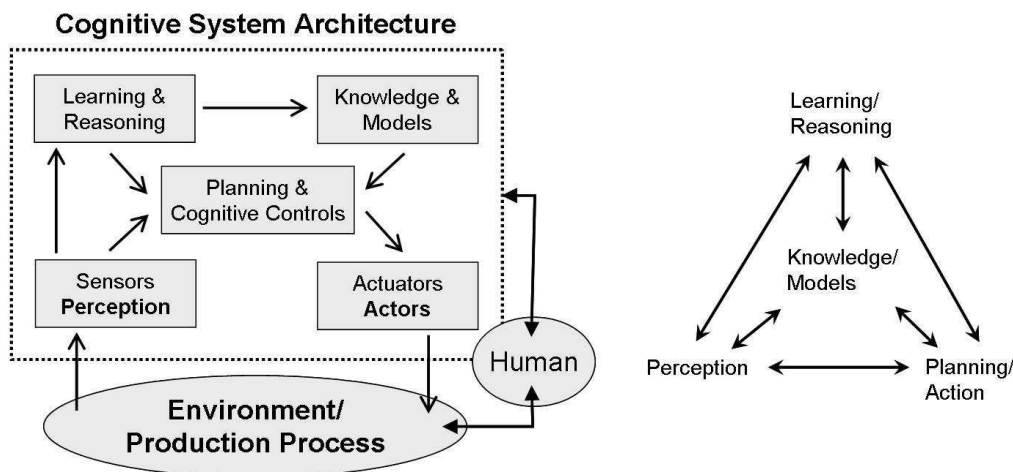 Cognitive System Architecture
Learning &
Reasoning
Knowledge &
Models
Planning &
Cognitive Controls
Sensors
Perception
Actuators
Actors
Human
Environment/
Production Process
Learning/
Reasoning
Knowledge/
Models
Perception
Planning/
Action